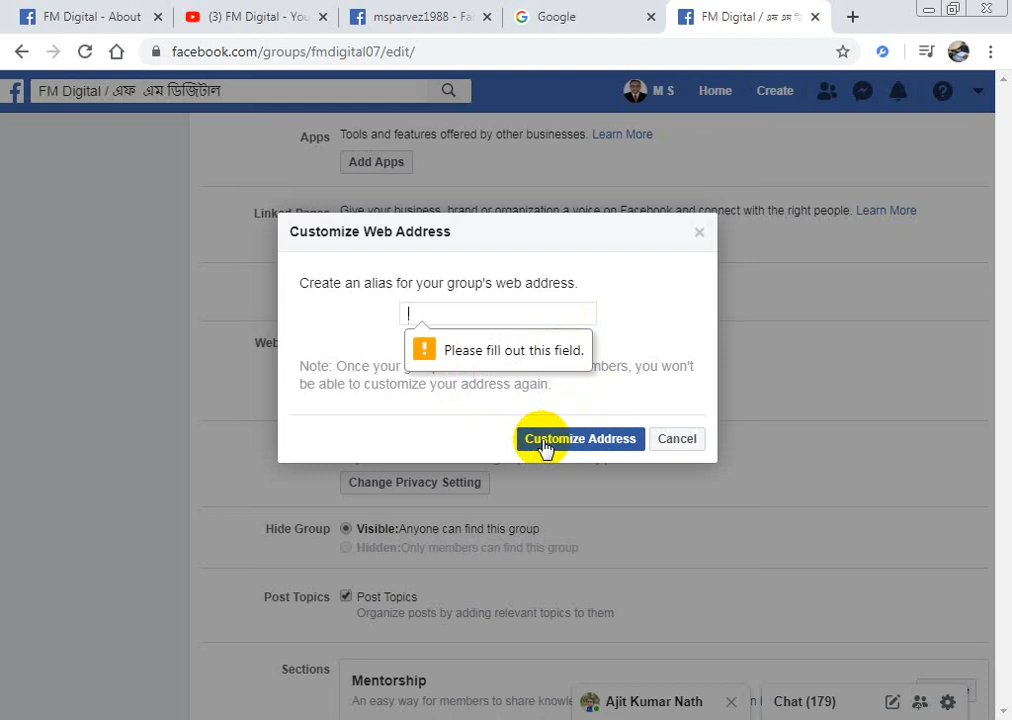 FM Digital - About
(3) FM Digital - You
msparvez1988 - Fa
Google
FM Digital / এফ এম ডি
facebook.com/groups/fmdigital07/edit/
FM Digital / এফ এম ডিজিটাল
M S
Home
Create
Apps
Tools and features offered by other businesses. Learn More
Add Apps
Linked Pages
Give your business, brand or organization a voice on Facebook and connect with the right people. Learn More
Customize Web Address
Create an alias for your group's web address.
Please fill out this field.
Web
Note: Once your
mbers, you won't
be able to customize your address again.
Customize Address
Cancel
Change Privacy Setting
Hide Group
Visible:Anyone can find this group
Hidden:Only members can find this group
Post Topics
Post Topics
Organize posts by adding relevant topics to them
Sections
Mentorship
An easy way for members to share knowle
Ajit Kumar Nath
Chat (179)